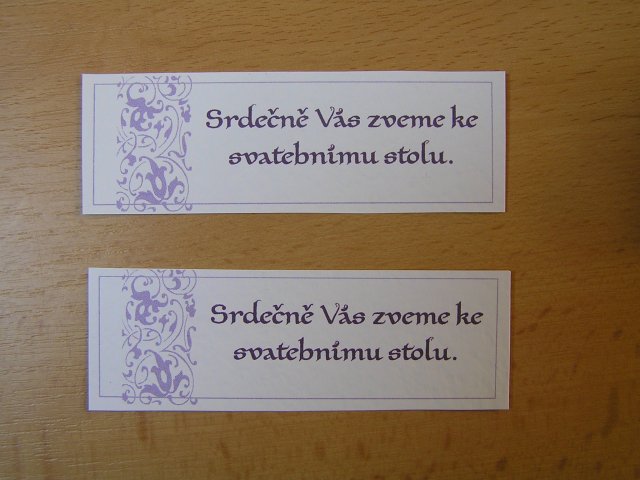 Srdečně Vás zveme ke
svatebnímu stolu.
Srdečně Vás zveme ke
svatebnímu stolu.